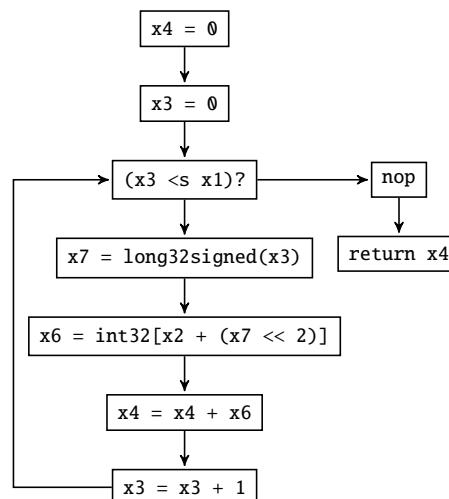 x4 = 0
x3 = 0
(x3 <s x1)?
nop
x7 = long32signed(x3)
return x4
x6 = int32[x2 + (x7 << 2)]
x4 = x4 + x6
x3 = x3 + 1